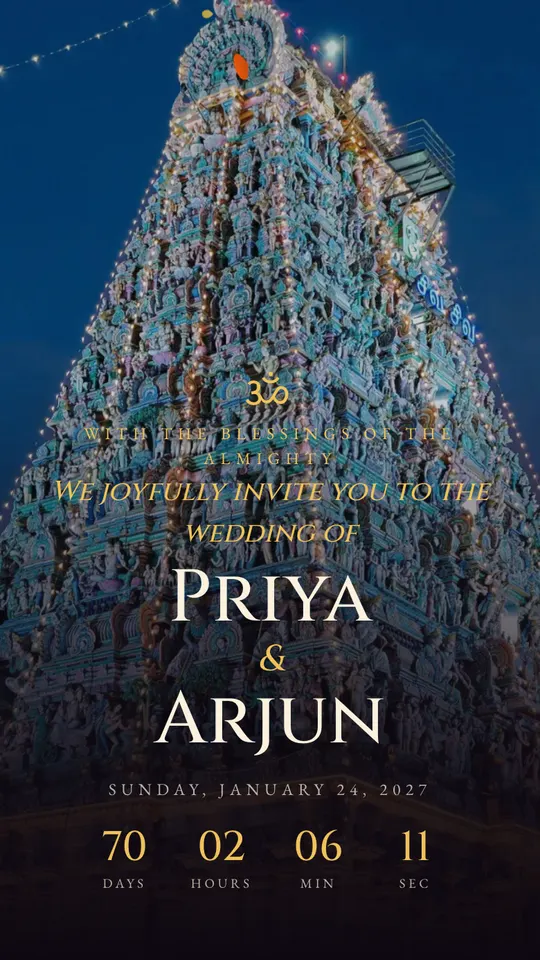 சிவ சிவ
ॐ
WITH THE BLESSINGS OF THE
ALMIGHTY
WE JOYFULLY INVITE YOU TO THE
WEDDING OF
PRIYA
&
ARJUN
SUNDAY, JANUARY 24, 2027
70 02 06 11
DAYS HOURS MIN SEC